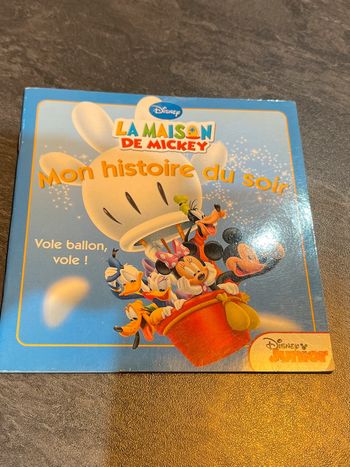 Disney
LA MAISON
DE MICKEY
Mon histoire du soir
Vole ballon,
vole !
Disney
JUNIOR